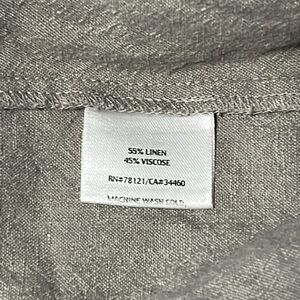 55% LINEN
45% VISCOSE
RN#78121/CA#34460
MACHINE WASH COLD,